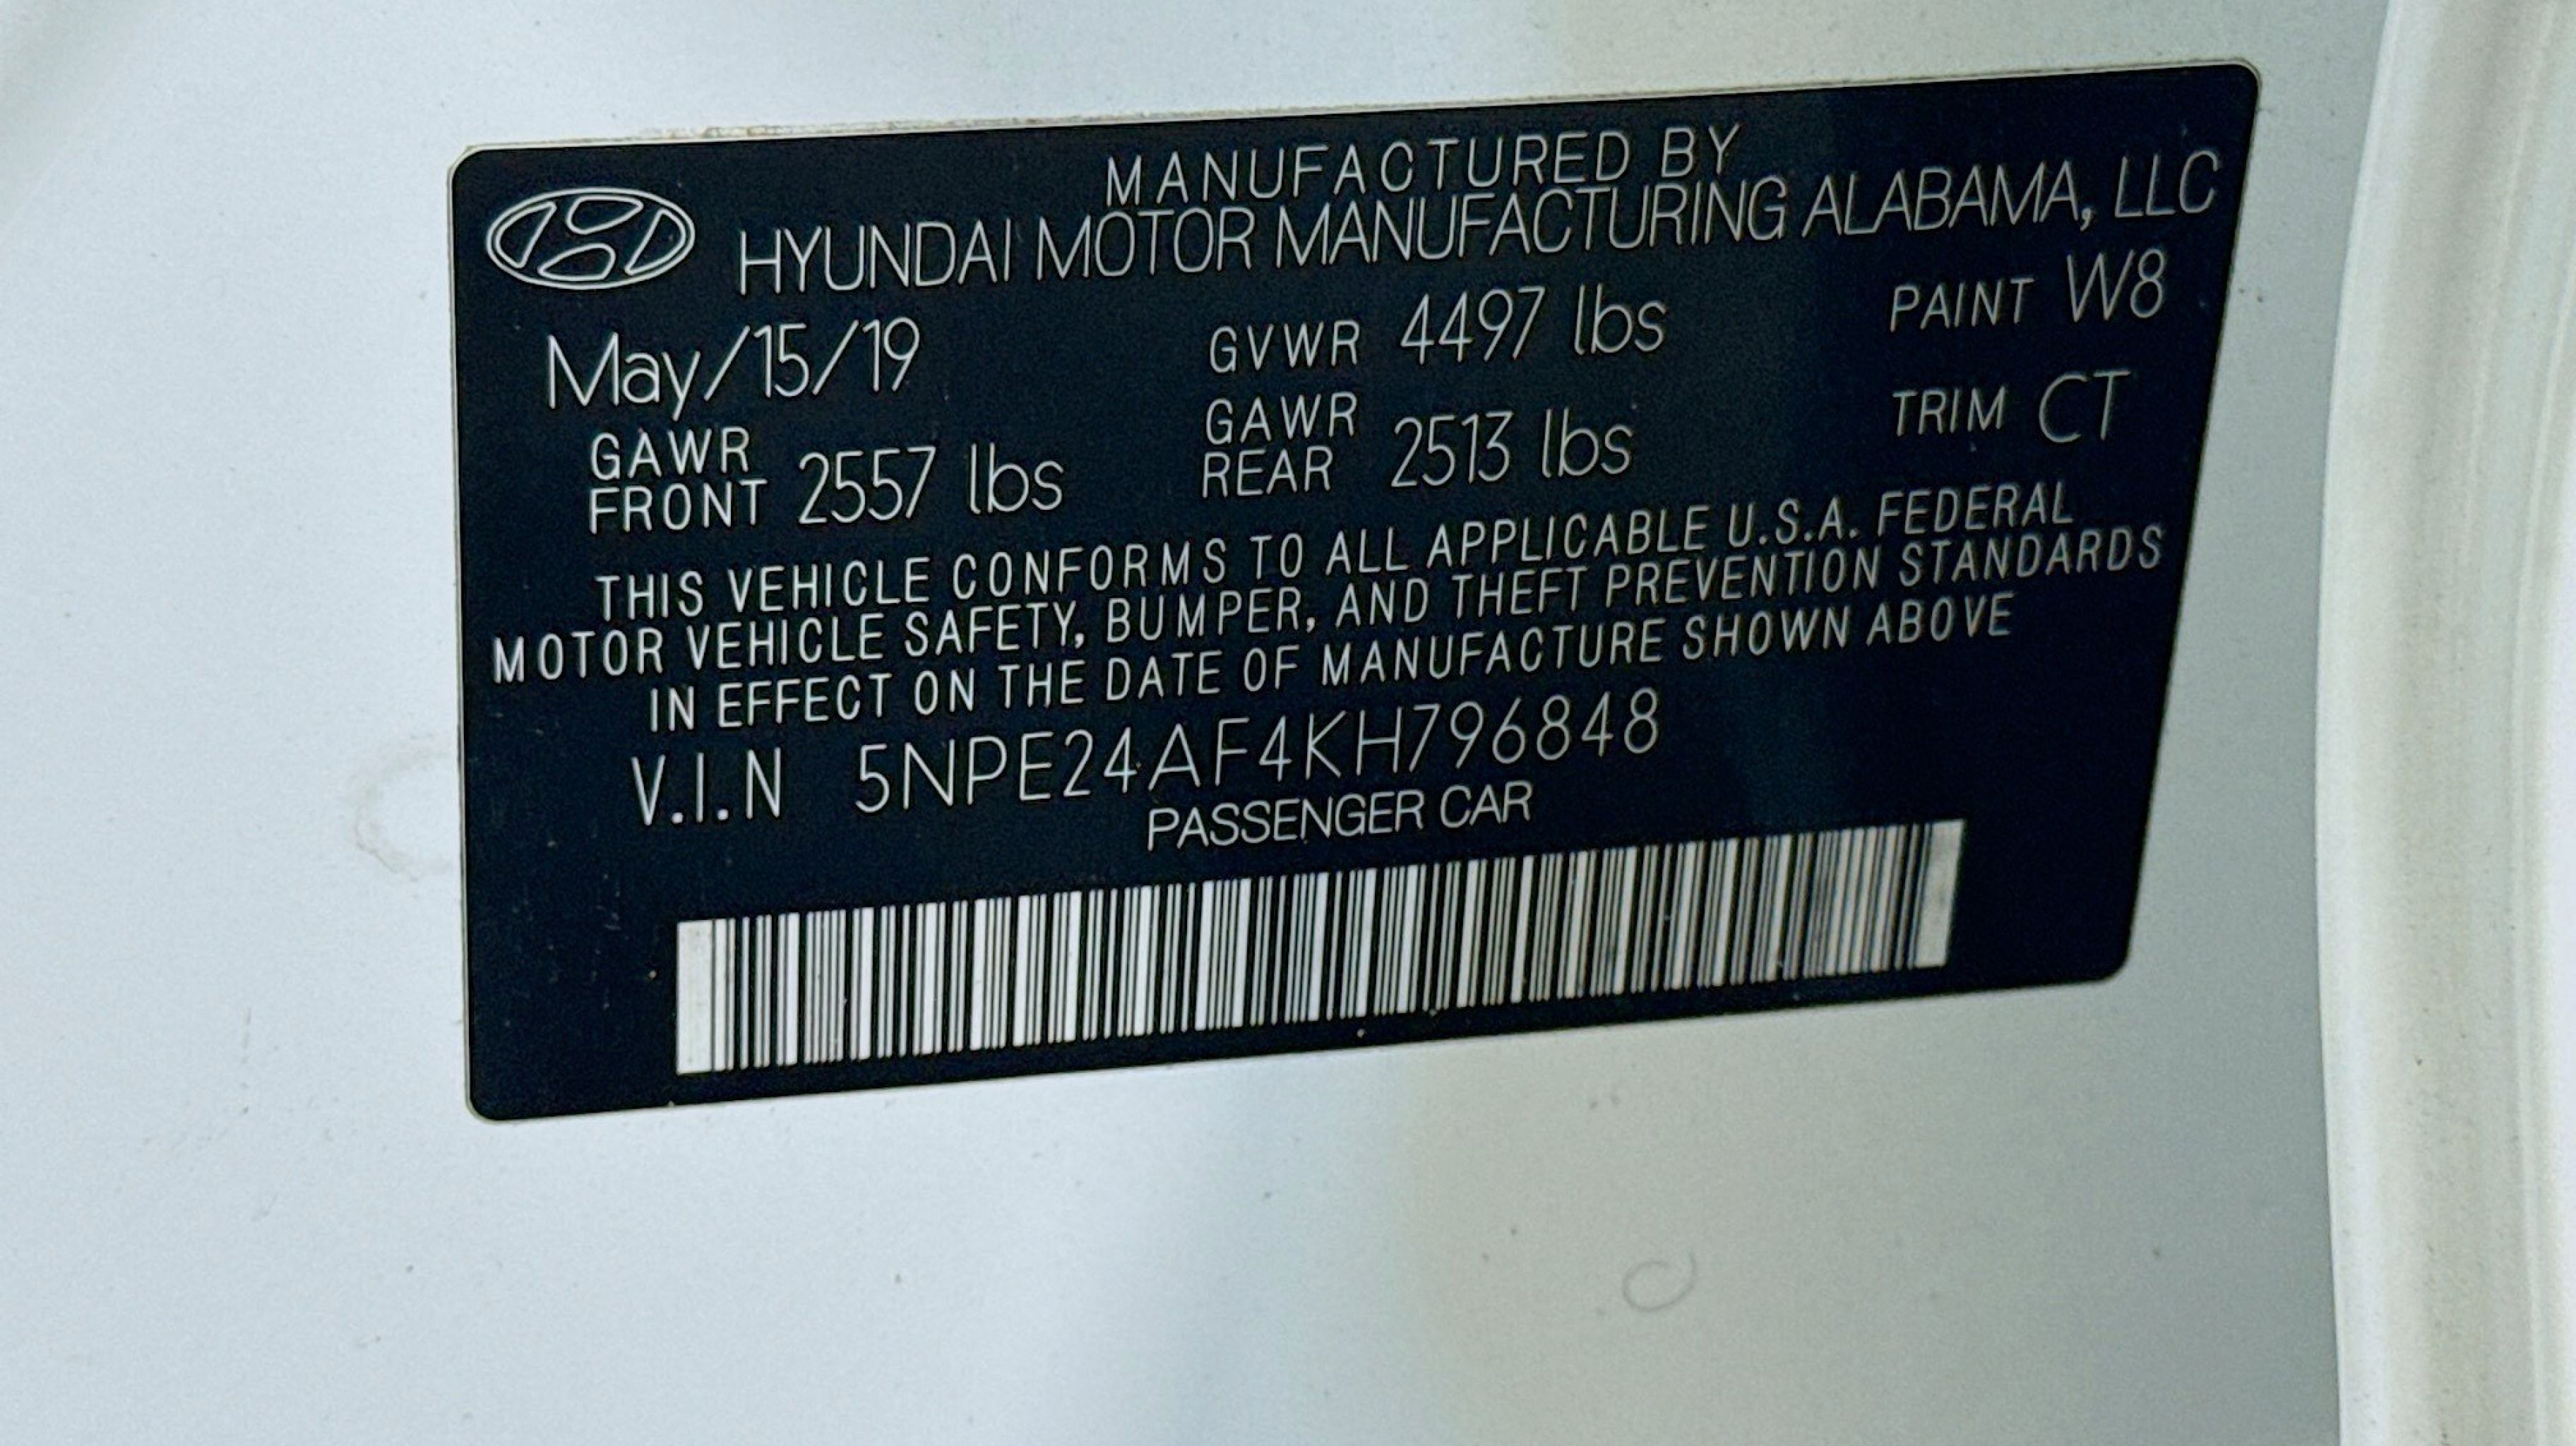 MANUFACTURED BY
HYUNDAI MOTOR MANUFACTURING ALABAMA, LLC
May/15/19 GVWR 4497 lbs PAINT W8
GAWR FRONT 2557 lbs GAWR REAR 2513 lbs TRIM CT
THIS VEHICLE CONFORMS TO ALL APPLICABLE U.S.A. FEDERAL
MOTOR VEHICLE SAFETY, BUMPER, AND THEFT PREVENTION STANDARDS
IN EFFECT ON THE DATE OF MANUFACTURE SHOWN ABOVE
V.I.N 5NPE24AF4KH796848
PASSENGER CAR